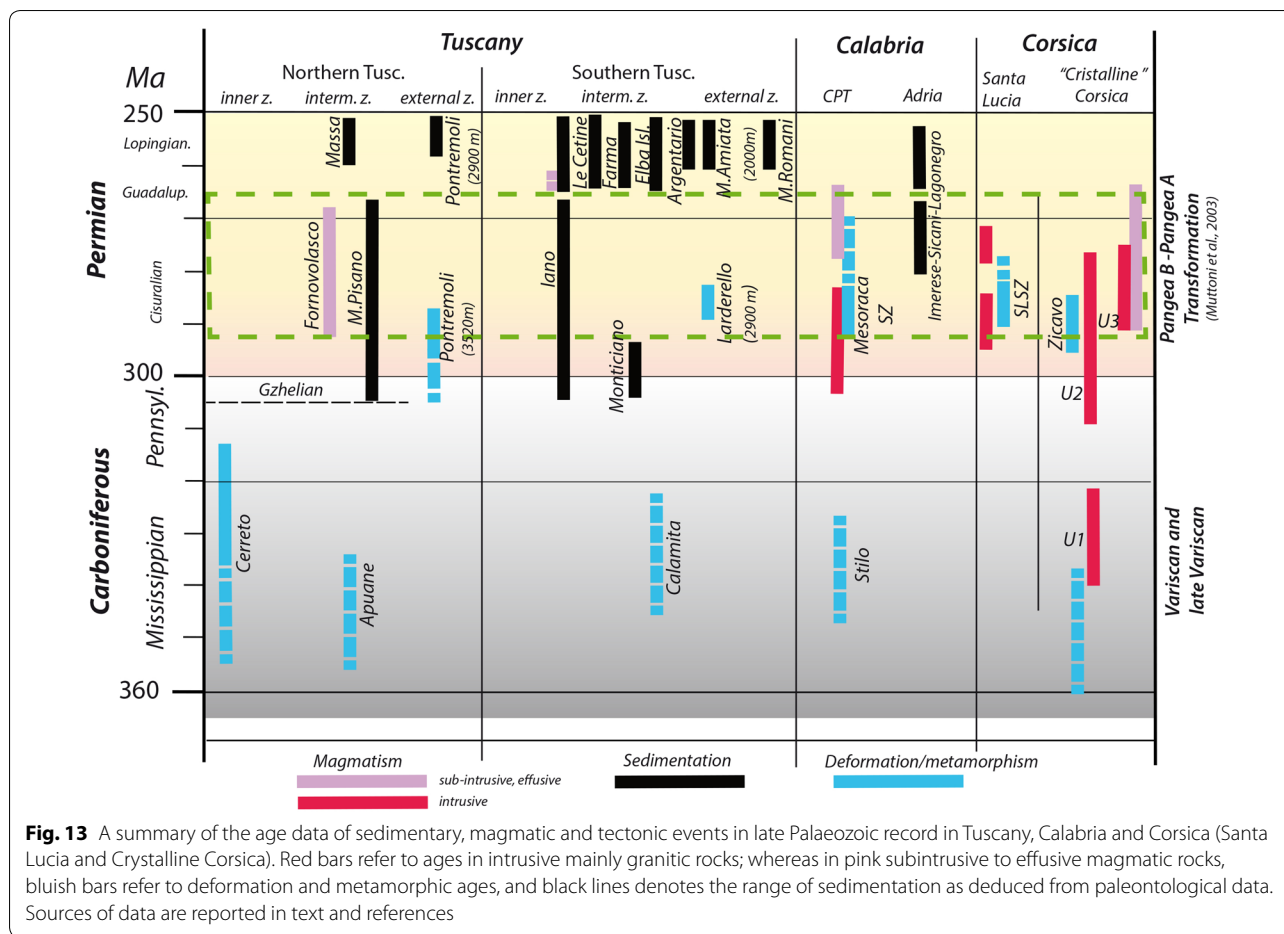 Tuscany
Calabria
Corsica
Ma
Northern Tusc.
Southern Tusc.
Santa
Lucia
"Cristalline"
Corsica
inner z.
interm. z.
external z.
inner z.
interm. z.
external z.
CPT
Adria
250
300
360
Permian
Carboniferous
Lopingian.
Guadalup.
Cisuralian
Pennsyl.
Mississippian
Gzhelian
Massa
Pontremoli
(2900 m)
Fornovolasco
M.Pisano
Pontremoli
(3520m)
Cerreto
Apuane
Iano
Le Cetine
Farma
Elba Isl.
Argentario
M.Amiata
(2000m)
M.Romani
Monticiano
Larderello
(2900 m)
Calamita
Mesoraca
SZ
Imerese-Sicani-Lagonegro
Stilo
SLSZ
Zicavo
U3
U2
U1
Pangea B -Pangea A
Transformation
(Muttoni et al., 2003)
Variscan and
late Variscan
Magmatism
sub-intrusive, effusive
intrusive
Sedimentation
Deformation/metamorphism
Fig. 13 A summary of the age data of sedimentary, magmatic and tectonic events in late Palaeozoic record in Tuscany, Calabria and Corsica (Santa
Lucia and Crystalline Corsica). Red bars refer to ages in intrusive mainly granitic rocks; whereas in pink subintrusive to effusive magmatic rocks,
bluish bars refer to deformation and metamorphic ages, and black lines denotes the range of sedimentation as deduced from paleontological data.
Sources of data are reported in text and references